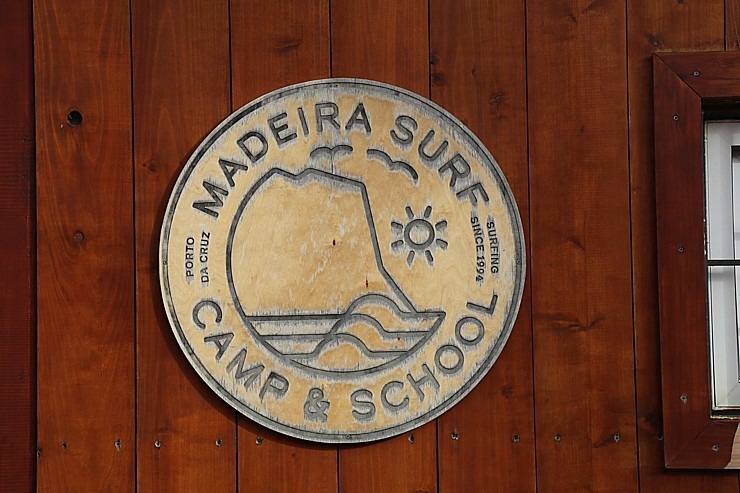 MADEIRA SURF
PORTO
DA CRUZ
SURFING
SINCE 1994
CAMP & SCHOOL